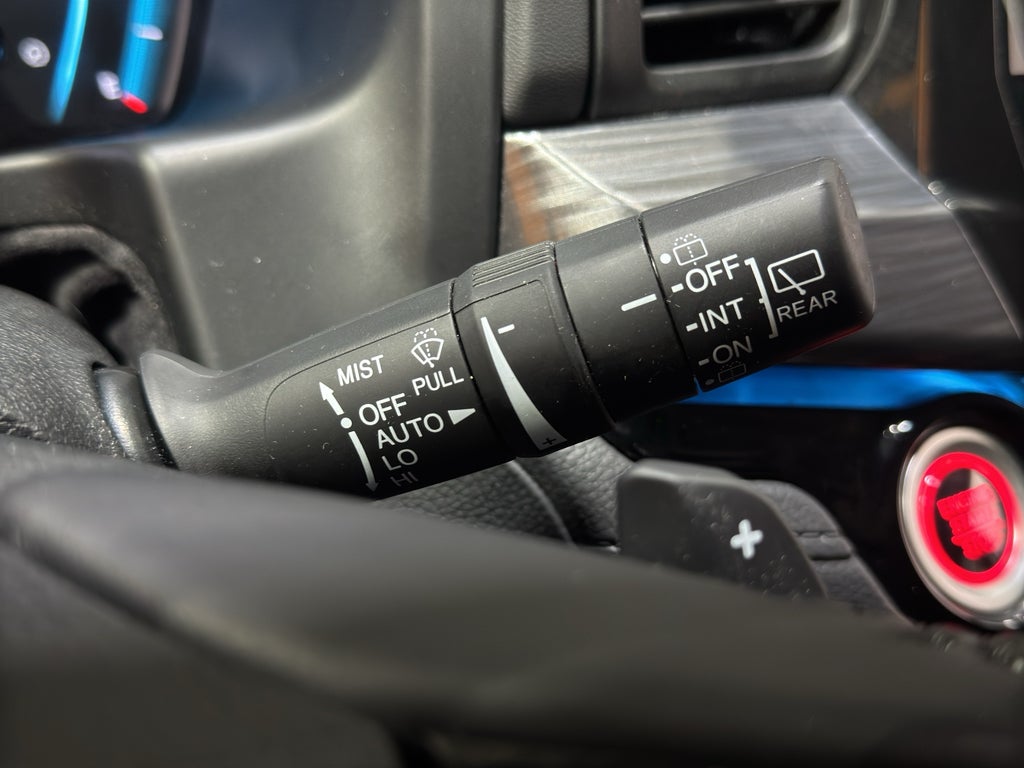 MIST
PULL
OFF
AUTO
LO
HI
-
+
OFF
INT
ON
REAR
+